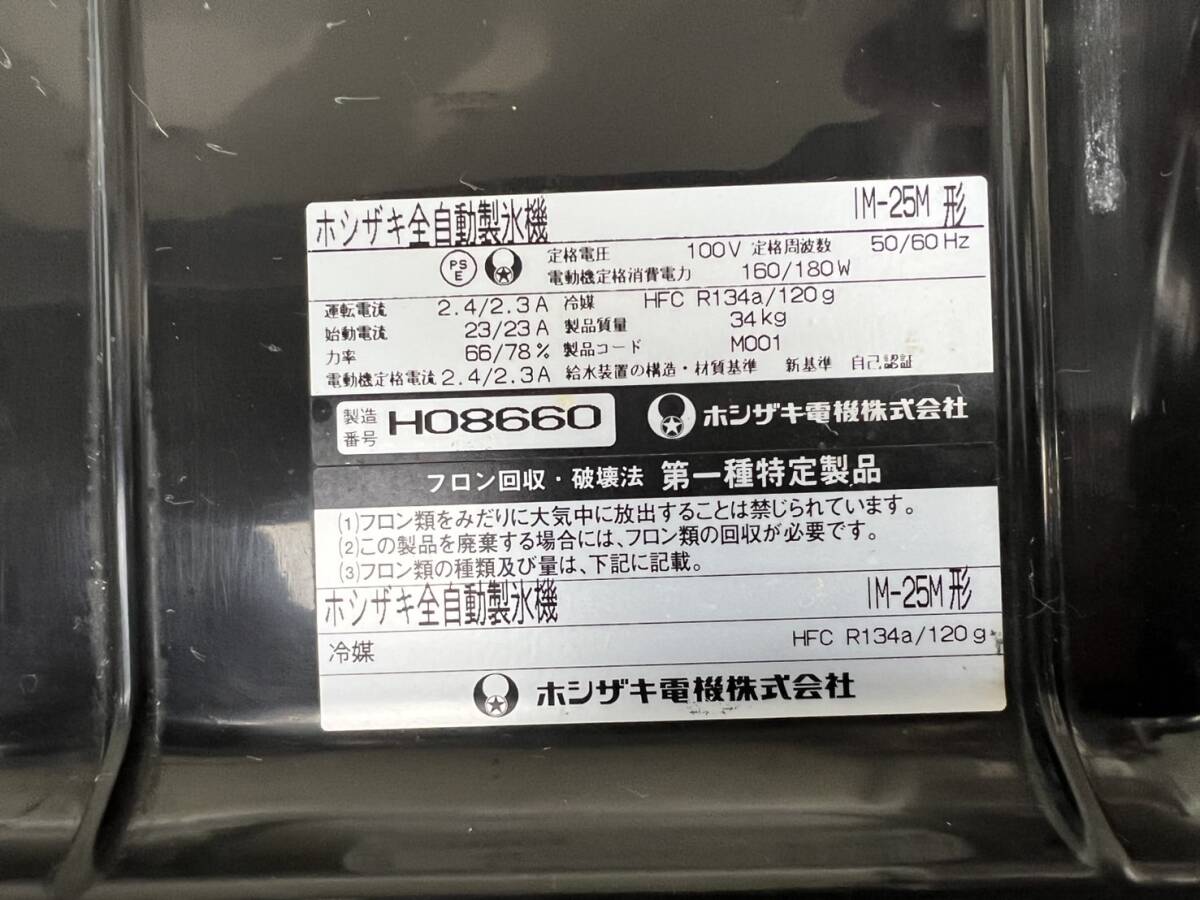 ホシザキ全自動製氷機 IM-25M 形
PS
E
定格電圧 100V 定格周波数 50/60 Hz
電動機定格消費電力 160/180W
運転電流 2.4/2.3A 冷媒 HFC R134a/120g
始動電流 23/23A 製品質量 34kg
力率 66/78% 製品コード M001
電動機定格電流 2.4/2.3A 給水装置の構造・材質基準 新基準 自己認証
製造
番号 H08660 ホシザキ電機株式会社
フロン回収・破壊法 第一種特定製品
(1)フロン類をみだりに大気中に放出することは禁じられています。
(2)この製品を廃棄する場合には、フロン類の回収が必要です。
(3)フロン類の種類及び量は、下記に記載。
ホシザキ全自動製氷機 IM-25M 形
冷媒 HFC R134a/120g
ホシザキ電機株式会社